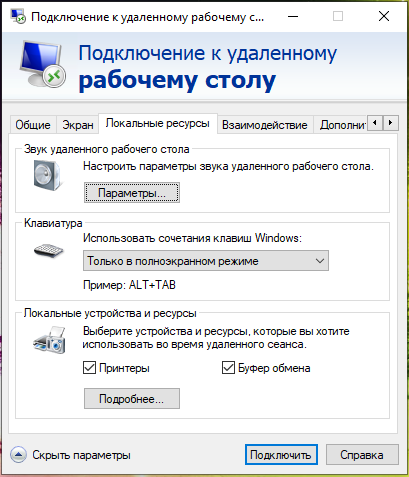 Подключение к удаленному рабочему с...
Подключение к удаленному
рабочему столу
Общие Экран Локальные ресурсы Взаимодействие Дополнит
Звук удаленного рабочего стола
Настроить параметры звука удаленного рабочего стола.
Параметры...
Клавиатура
Использовать сочетания клавиш Windows:
Только в полноэкранном режиме
Пример: ALT+TAB
Локальные устройства и ресурсы
Выберите устройства и ресурсы, которые вы хотите
использовать во время удаленного сеанса.
Принтеры Буфер обмена
Подробнее...
Скрыть параметры Подключить Справка